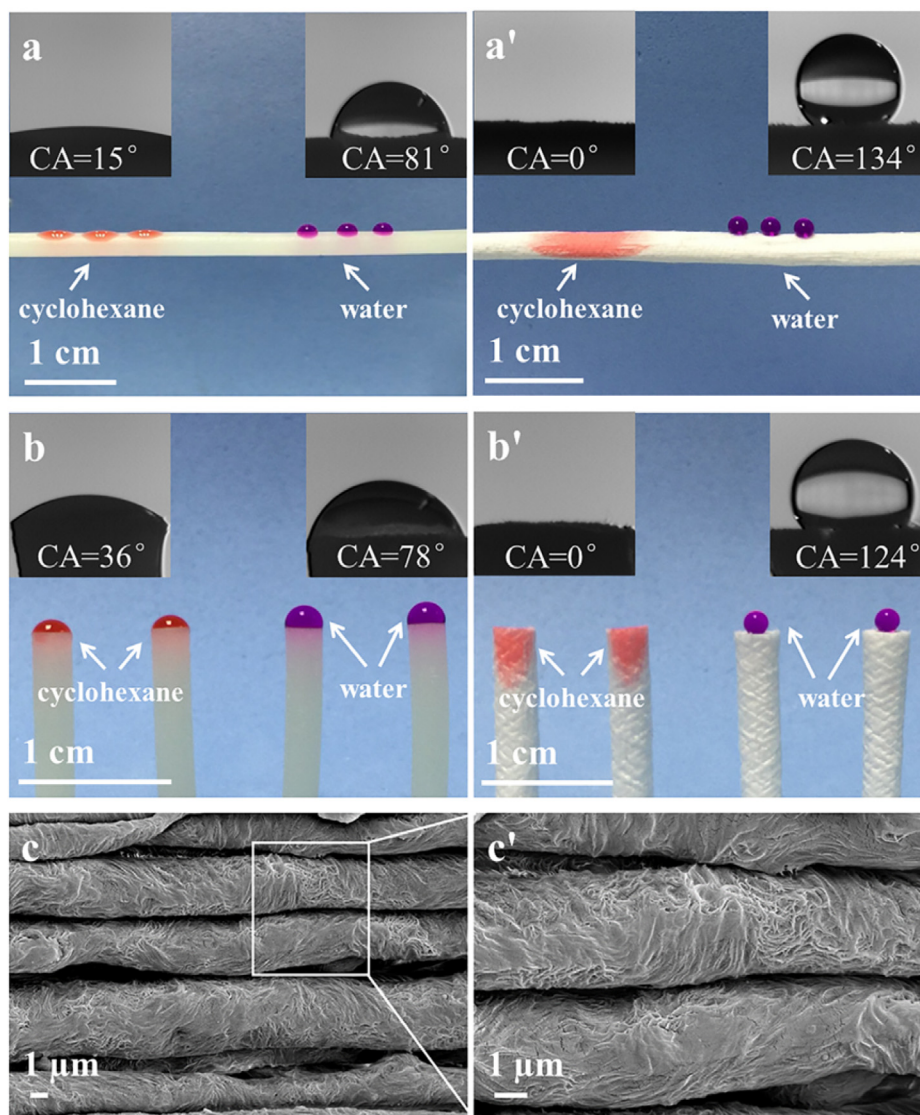 a
CA=15°
CA=81°
cyclohexane
water
1 cm
a'
CA=0°
CA=134°
cyclohexane
water
1 cm
b
CA=36°
CA=78°
cyclohexane
water
1 cm
b'
CA=0°
CA=124°
cyclohexane
water
1 cm
c
1 μm
c'
1 μm